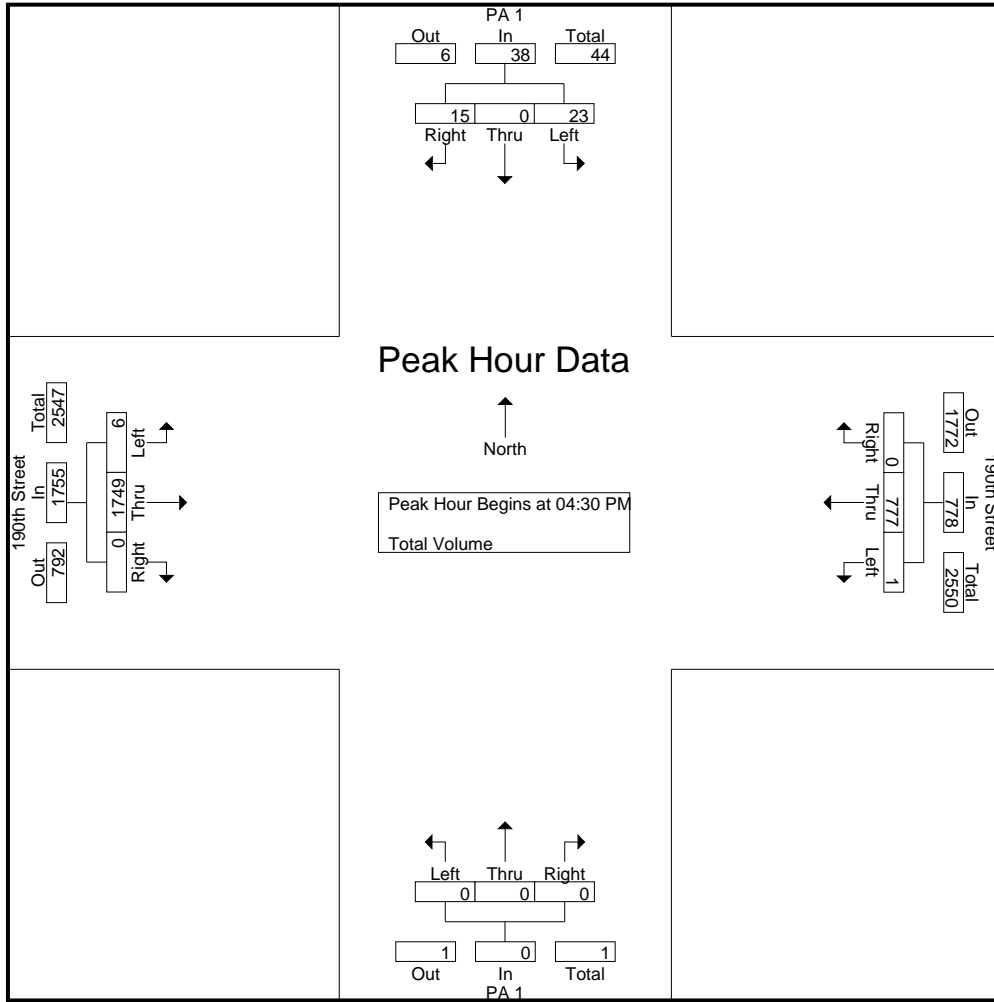 PA 1
Out In Total
6 38 44
15 0 23
Right Thru Left
Peak Hour Data
North
Peak Hour Begins at 04:30 PM
Total Volume
190th Street
Total In Out
2547 1755 792
6 1749 0
Left Thru Right
190th Street
Out In Total
1772 778 2550
0 777 1
Right Thru Left
Left Thru Right
0 0 0
1 0 1
Out In Total
PA 1